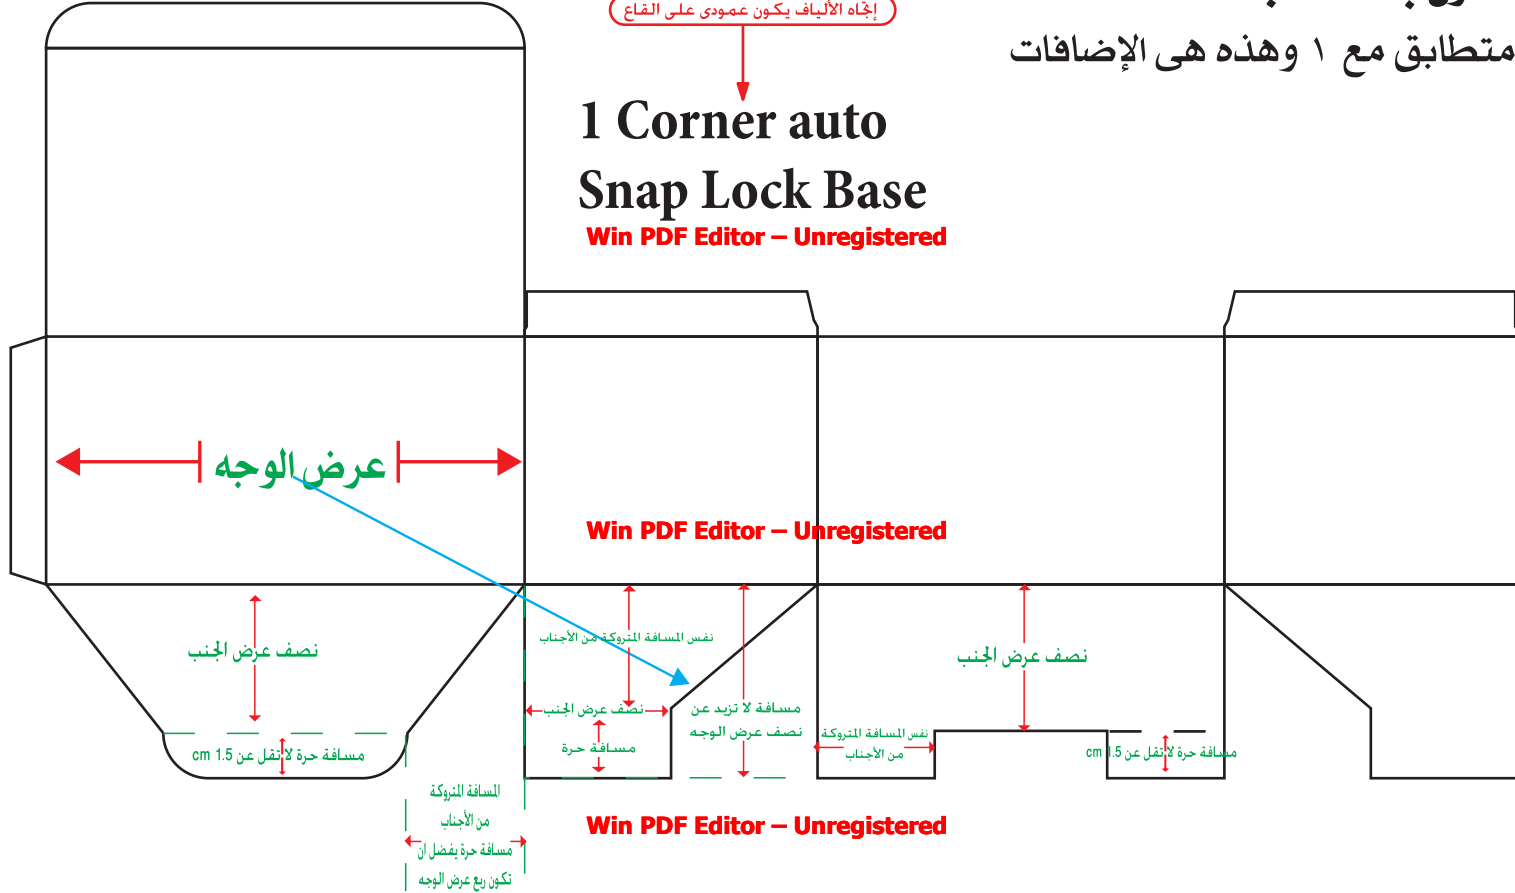 إتجاه الألياف يكون عمودى على القاع
متطابق مع ١ وهذه هى الإضافات
1 Corner auto
Snap Lock Base
Win PDF Editor – Unregistered
عرض الوجه
Win PDF Editor – Unregistered
نصف عرض الجنب
مسافة حرة لا تقل عن 1.5 cm
نفس المسافة المتروكة من الأجناب
نصف عرض الجنب
مسافة حرة
مسافة لا تزيد عن
نصف عرض الوجه
نصف عرض الجنب
نفس المسافة المتروكة
من الأجناب
مسافة حرة لا تقل عن 1.5 cm
المسافة المتروكة
من الأجناب
مسافة حرة يفضل ان
تكون ربع عرض الوجه
Win PDF Editor – Unregistered